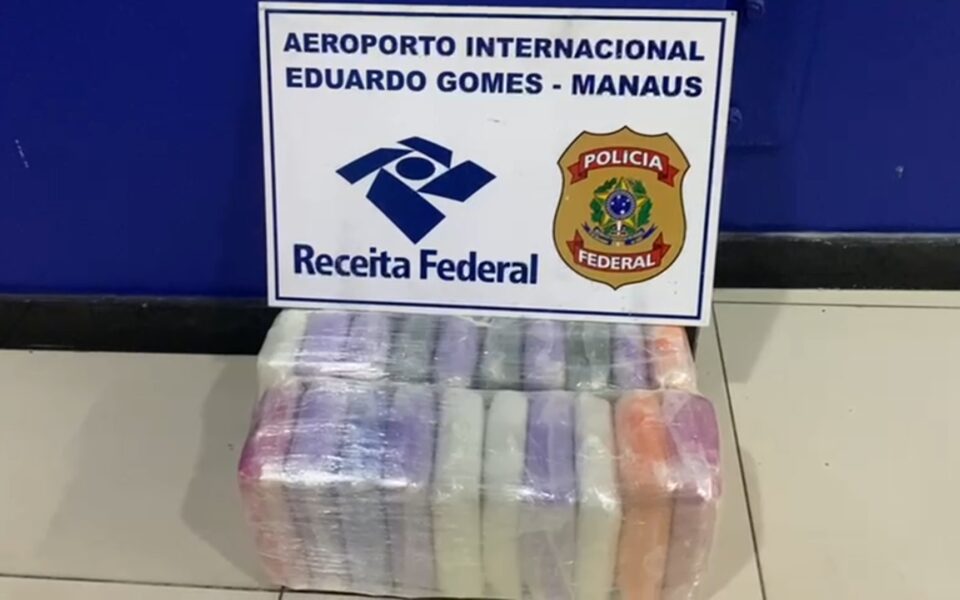 AEROPORTO INTERNACIONAL
EDUARDO GOMES - MANAUS
Receita Federal
POLICIA
FEDERAL